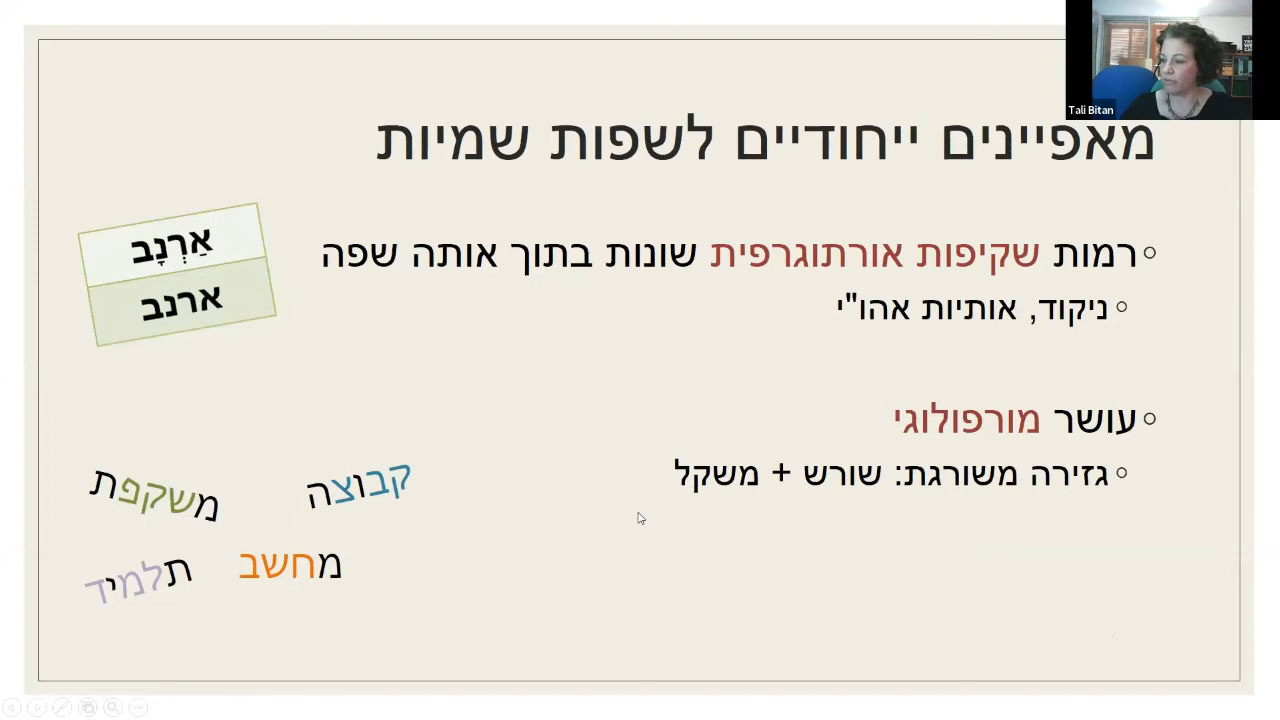 Tali Bitan
מאפיינים ייחודיים לשפות שמיות
רמות שקיפות אורתוגרפית שונות בתוך אותה שפה
ניקוד, אותיות אהו"י
אַרְנָב
ארנב
עושר מורפולוגי
גזירה משורגת: שורש + משקל
קבוצה
משקפת
מחשב
תלמיד